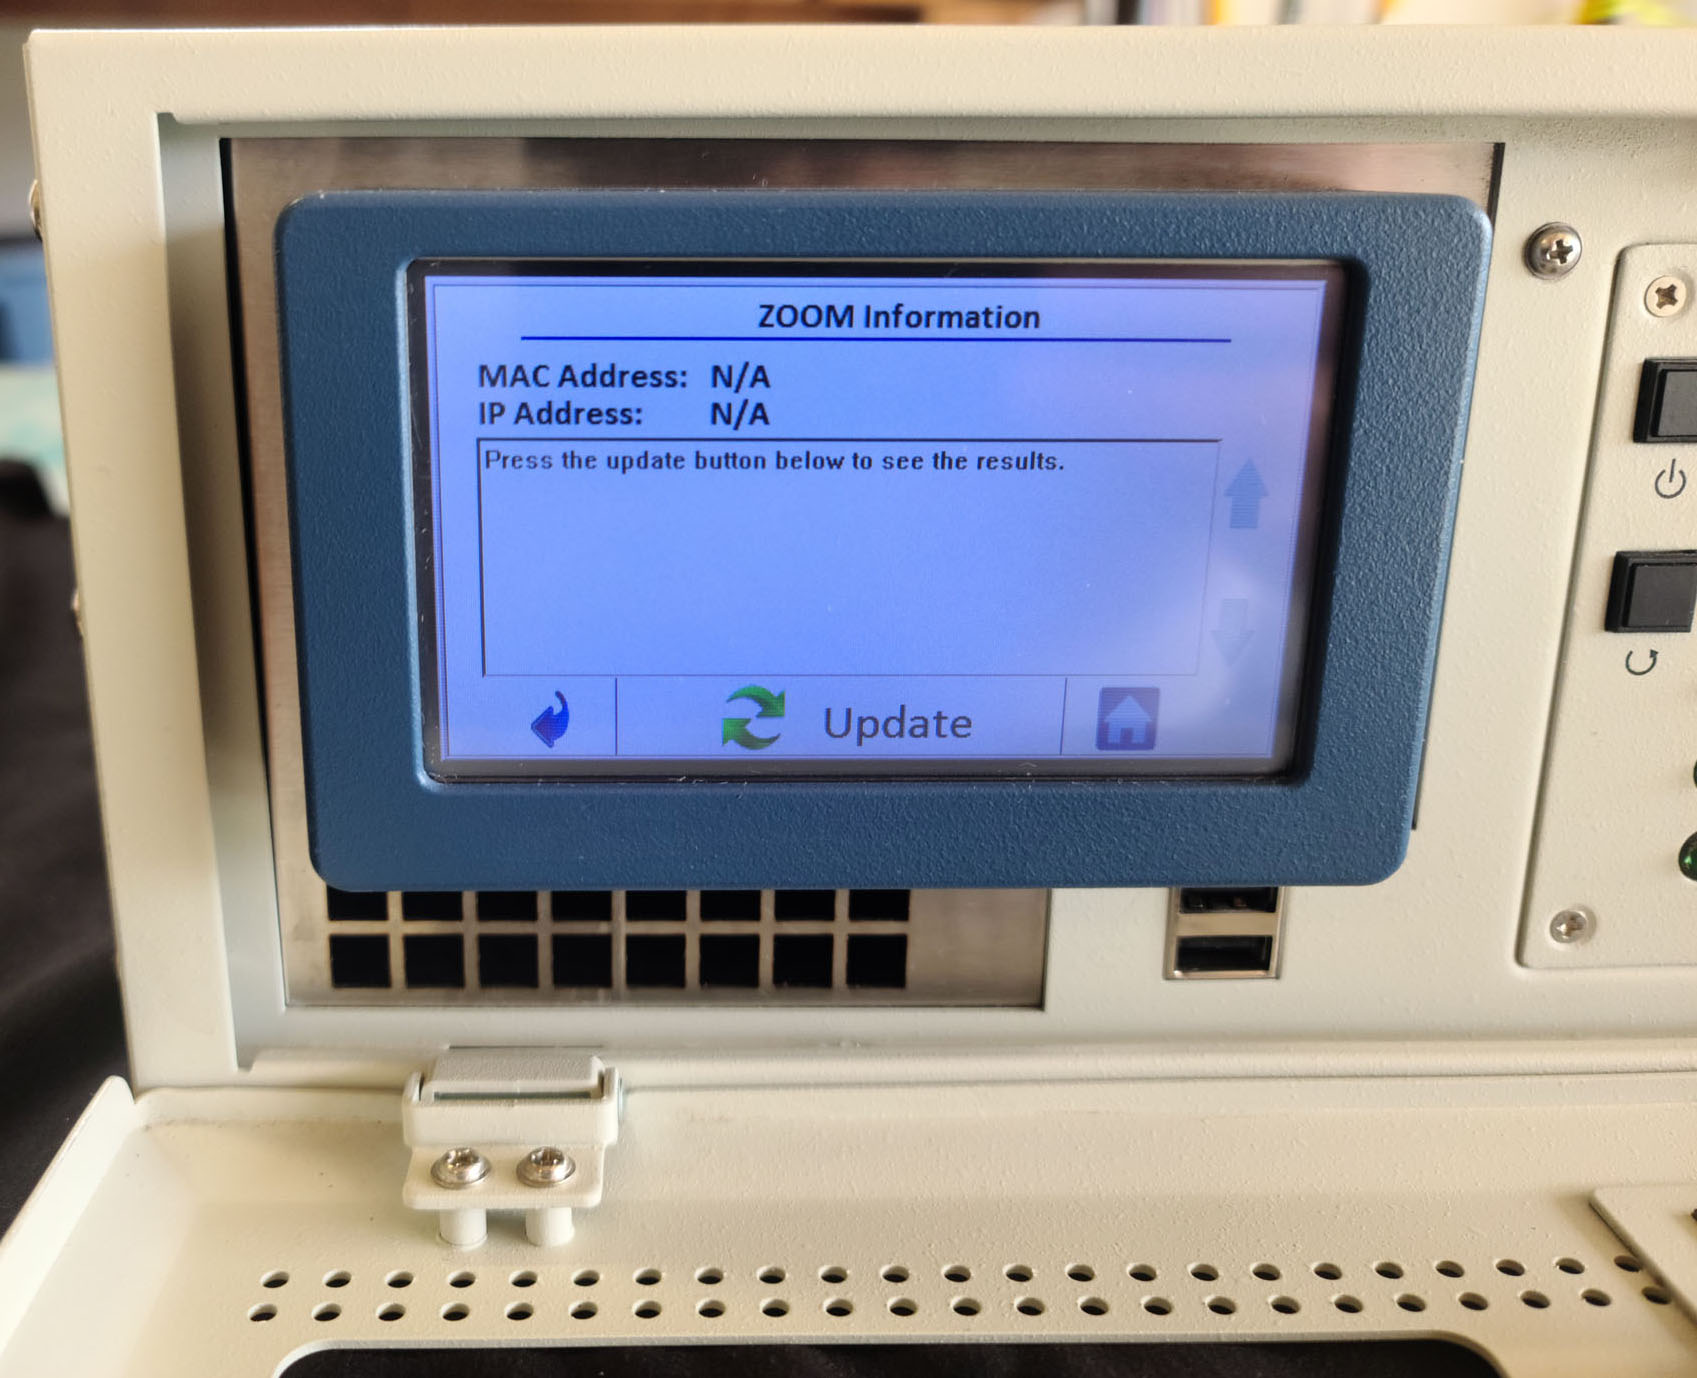 ZOOM Information
MAC Address: N/A
IP Address: N/A
Press the update button below to see the results.
Update